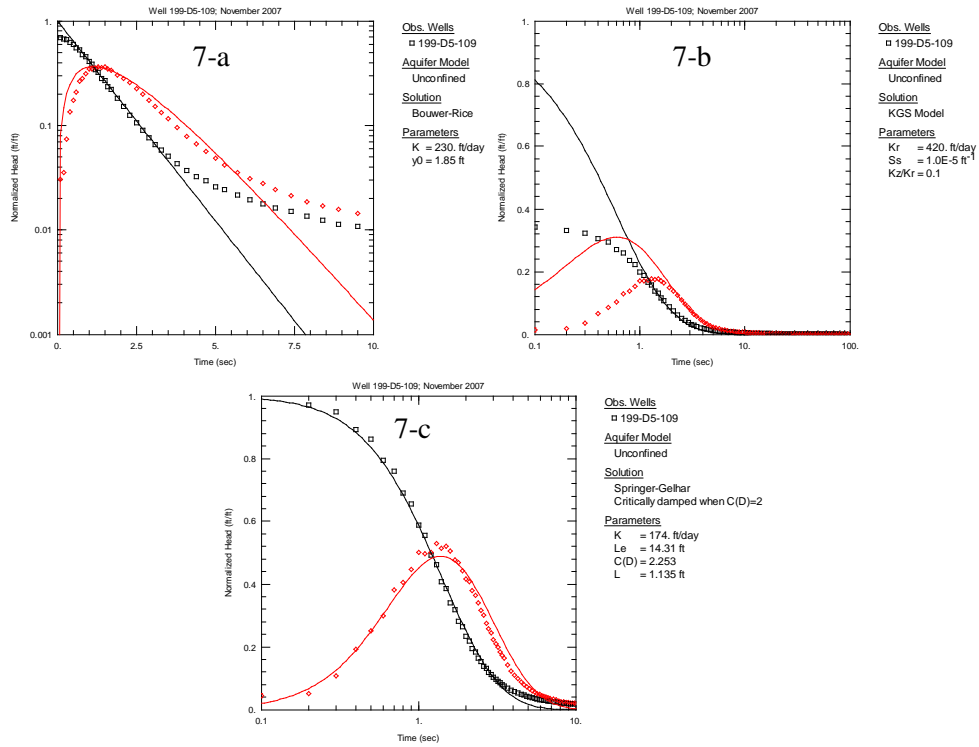 Well 199-D5-109; November 2007
7-a
Normalized Head (ft/ft)
1.
0.1
0.01
0.001
0.
2.5
5.
7.5
10.
Time (sec)
Obs. Wells
199-D5-109
Aquifer Model
Unconfined
Solution
Bouwer-Rice
Parameters
K = 230. ft/day
y0 = 1.85 ft
Well 199-D5-109; November 2007
7-b
Normalized Head (ft/ft)
1.
0.8
0.6
0.4
0.2
0.
0.1
1.
10.
100.
Time (sec)
Obs. Wells
199-D5-109
Aquifer Model
Unconfined
Solution
KGS Model
Parameters
Kr = 420. ft/day
Ss = 1.0E-5 ft-1
Kz/Kr = 0.1
Well 199-D5-109; November 2007
7-c
Normalized Head (ft/ft)
1.
0.8
0.6
0.4
0.2
0.
0.1
1.
10.
Time (sec)
Obs. Wells
199-D5-109
Aquifer Model
Unconfined
Solution
Springer-Gelhar
Critically damped when C(D)=2
Parameters
K = 174. ft/day
Le = 14.31 ft
C(D) = 2.253
L = 1.135 ft